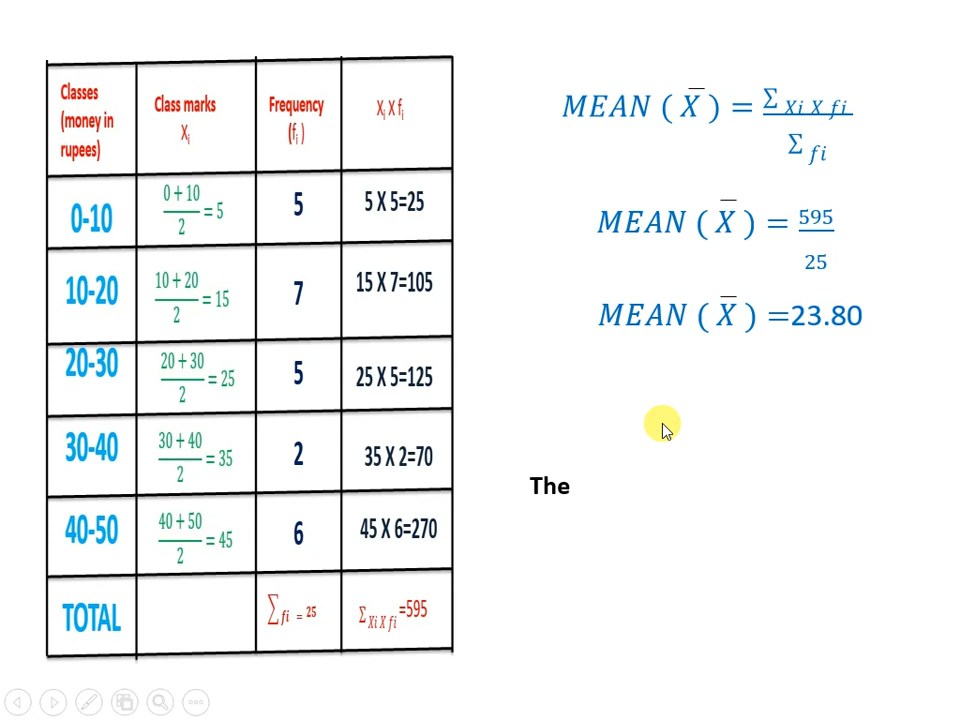 Classes (money in rupees) | Class marks Xi | Frequency (fi) | Xi X fi
0-10 | 0 + 10 / 2 = 5 | 5 | 5 X 5=25
10-20 | 10 + 20 / 2 = 15 | 7 | 15 X 7=105
20-30 | 20 + 30 / 2 = 25 | 5 | 25 X 5=125
30-40 | 30 + 40 / 2 = 35 | 2 | 35 X 2=70
40-50 | 40 + 50 / 2 = 45 | 6 | 45 X 6=270
TOTAL | | ∑ fi = 25 | Σ Xi X fi =595
MEAN ( X̄ ) = Σ Xi X fi / Σ fi
MEAN ( X̄ ) = 595 / 25
MEAN ( X̄ ) =23.80
The